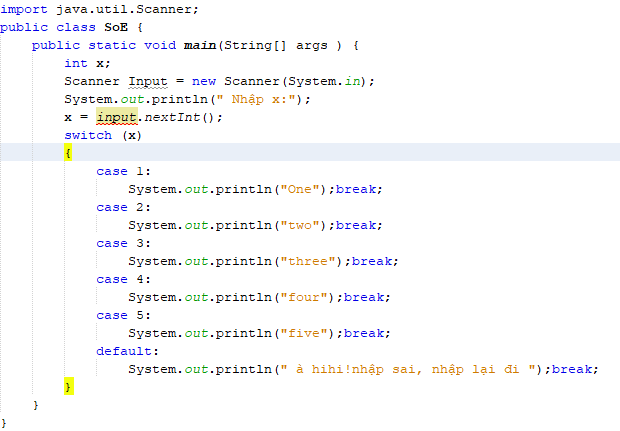 import java.util.Scanner;
public class SoE {
    public static void main(String[] args ) {
        int x;
        Scanner Input = new Scanner(System.in);
        System.out.println(" Nhập x:");
        x = input.nextInt();
        switch (x)
        {
            case 1:
                System.out.println("One");break;
            case 2:
                System.out.println("two");break;
            case 3:
                System.out.println("three");break;
            case 4:
                System.out.println("four");break;
            case 5:
                System.out.println("five");break;
            default:
                System.out.println(" à hihi!nhập sai, nhập lại đi ");break;
        }
    }
}